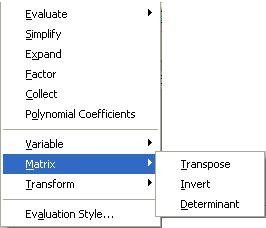 Evaluate
Simplify
Expand
Factor
Collect
Polynomial Coefficients
Variable
Matrix
Transform
Evaluation Style...
Transpose
Invert
Determinant